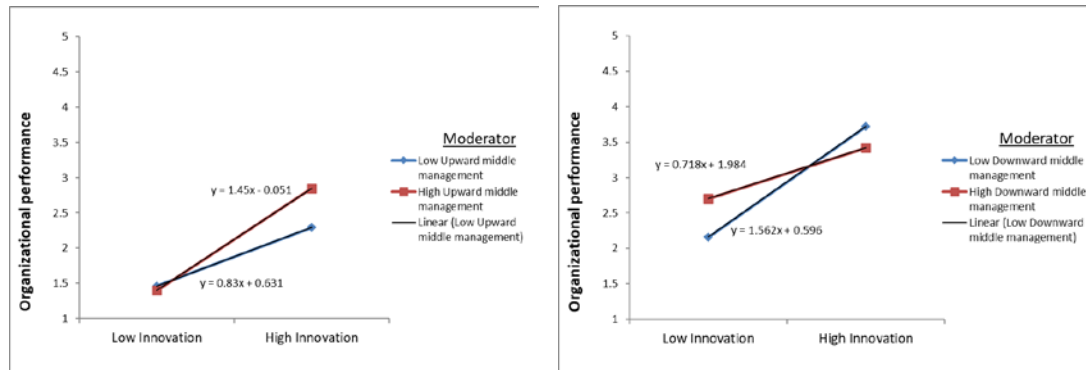 Organizational performance
5
4.5
4
3.5
3
2.5
2
1.5
1
y = 1.45x - 0.051
y = 0.83x + 0.631
Low Innovation
High Innovation
Moderator
Low Upward middle
management
High Upward middle
management
Linear (Low Upward
middle management)
Organizational performance
5
4.5
4
3.5
3
2.5
2
1.5
1
y = 0.718x + 1.984
y = 1.562x + 0.596
Low Innovation
High Innovation
Moderator
Low Downward middle
management
High Downward middle
management
Linear (Low Downward
middle management)